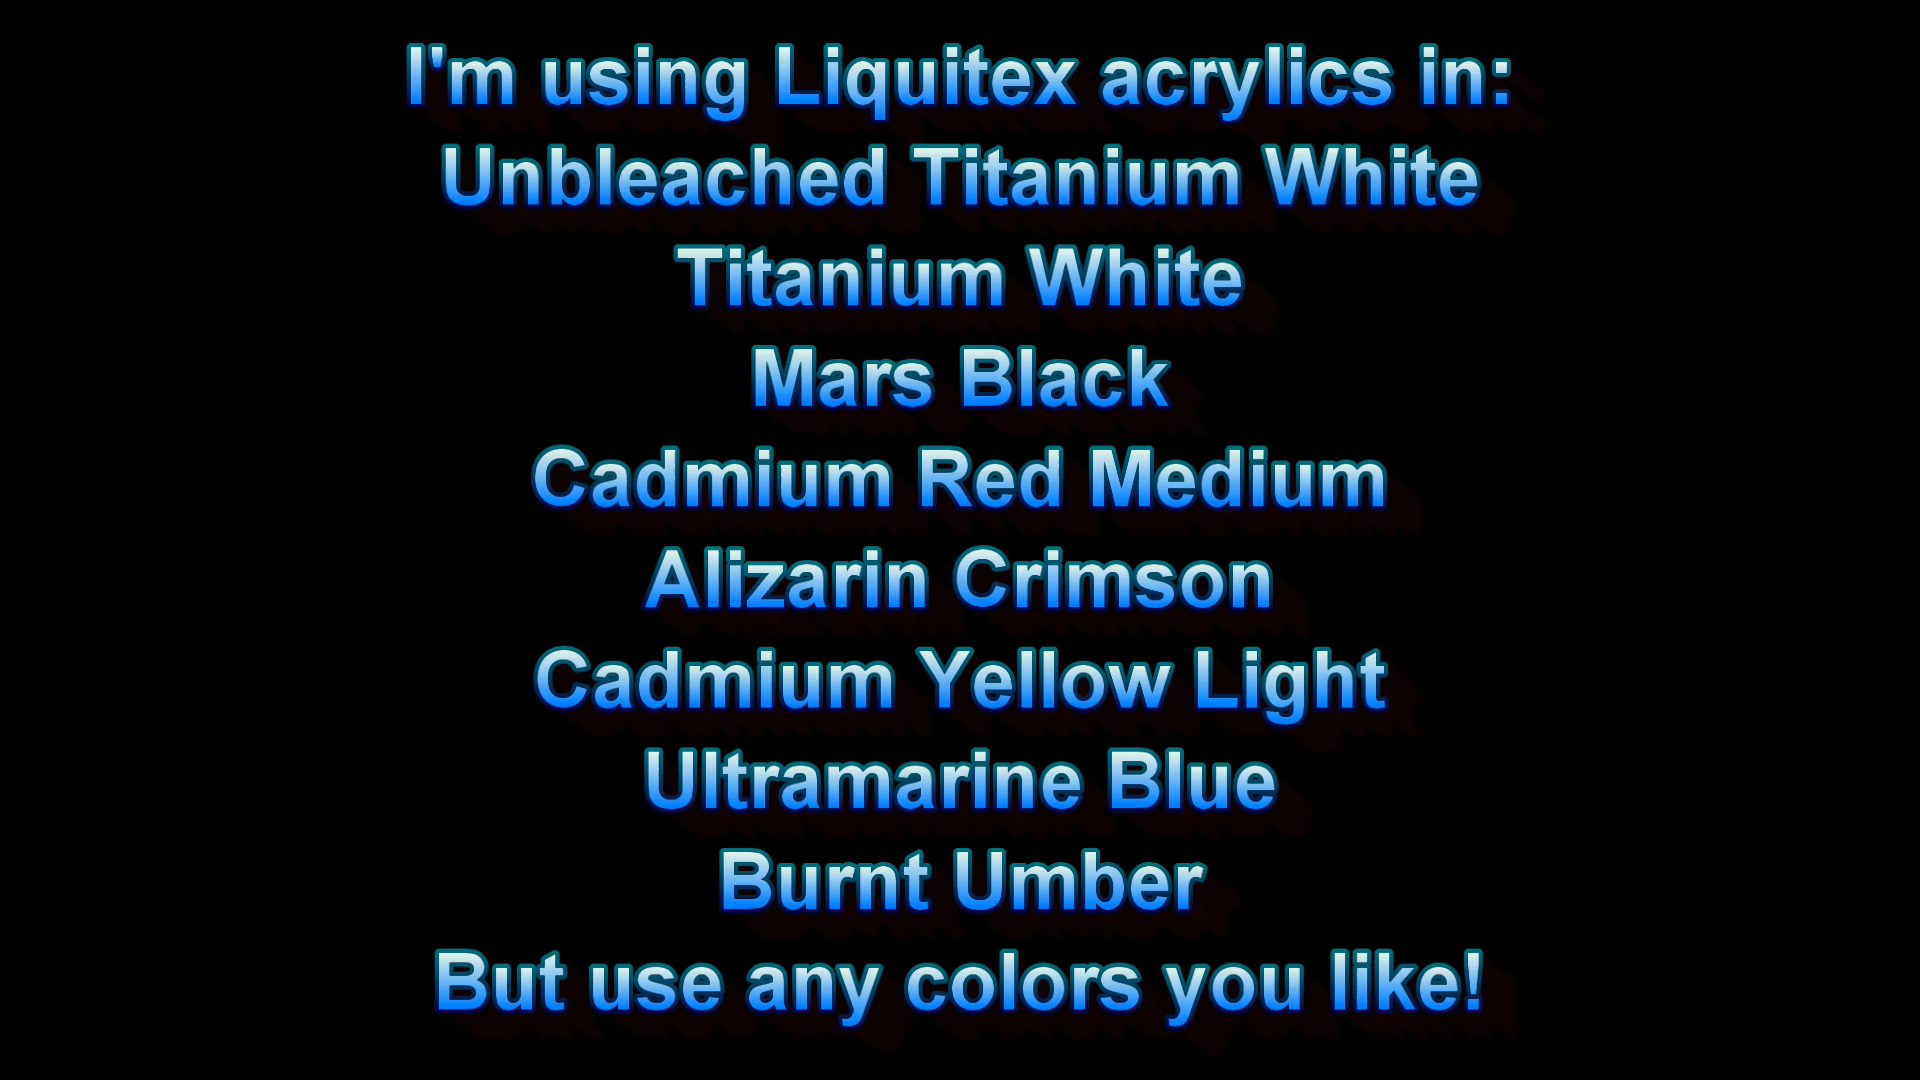 I'm using Liquitex acrylics in:
Unbleached Titanium White
Titanium White
Mars Black
Cadmium Red Medium
Alizarin Crimson
Cadmium Yellow Light
Ultramarine Blue
Burnt Umber
But use any colors you like!